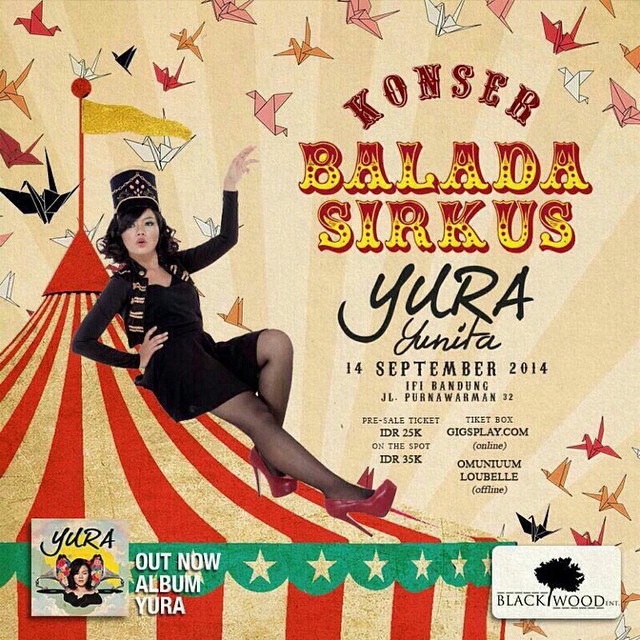 KONSER
BALADA
SIRKUS
YURA
Yunita
14 SEPTEMBER 2014
IFI BANDUNG
JL. PURNAWARMAN 32
PRE-SALE TICKET
IDR 25K
ON THE SPOT
IDR 35K
TIKET BOX
GIGSPLAY.COM
(online)
OMUNIUUM
LOUBELLE
(offline)
YURA
OUT NOW
ALBUM
YURA
BLACKWOOD INT.